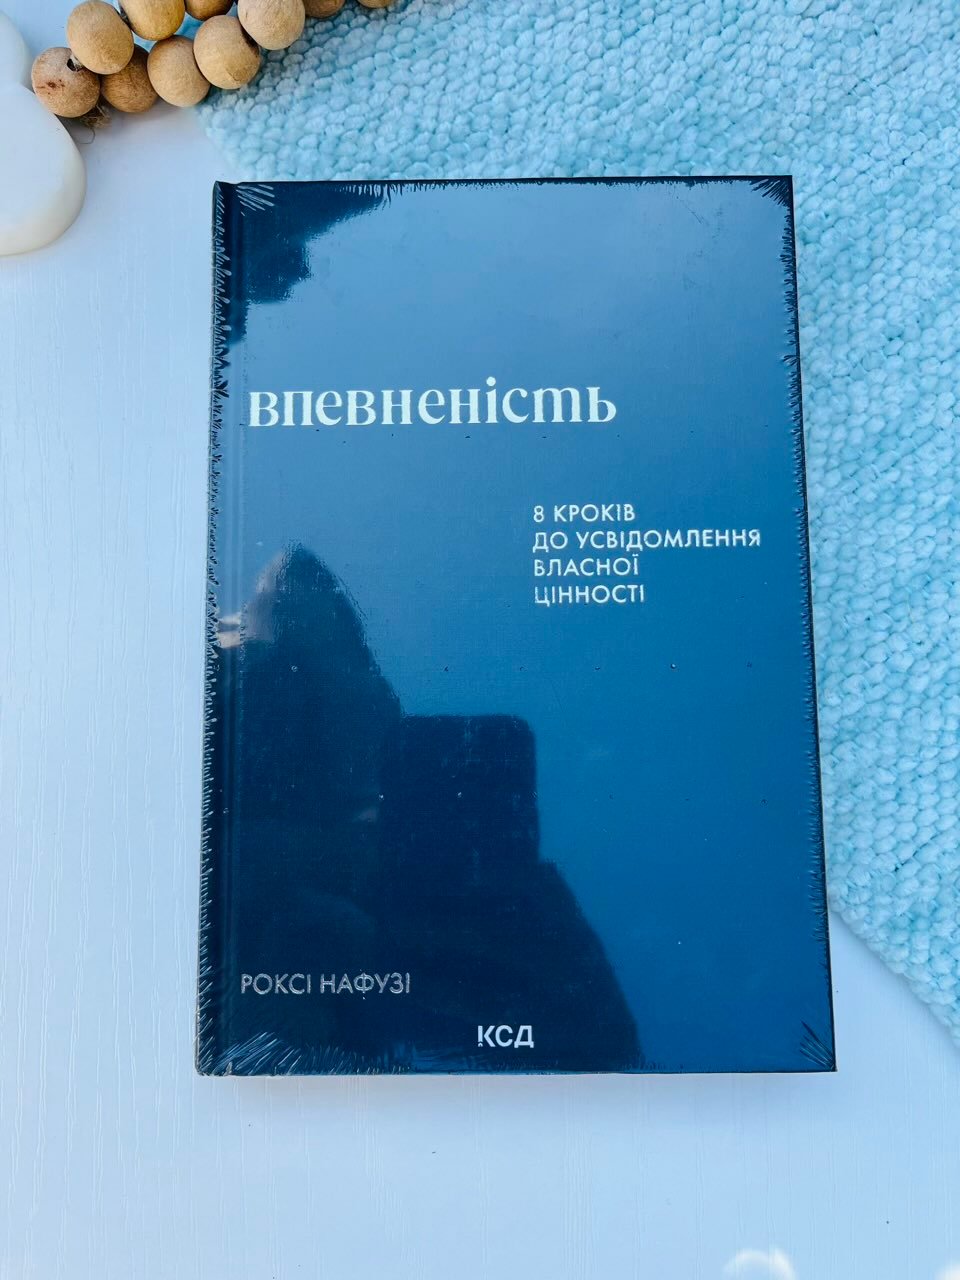 впевненість
8 КРОКІВ
ДО УСВІДОМЛЕННЯ
ВЛАСНОЇ
ЦІННОСТІ
РОКСІ НАФУЗІ
КСД